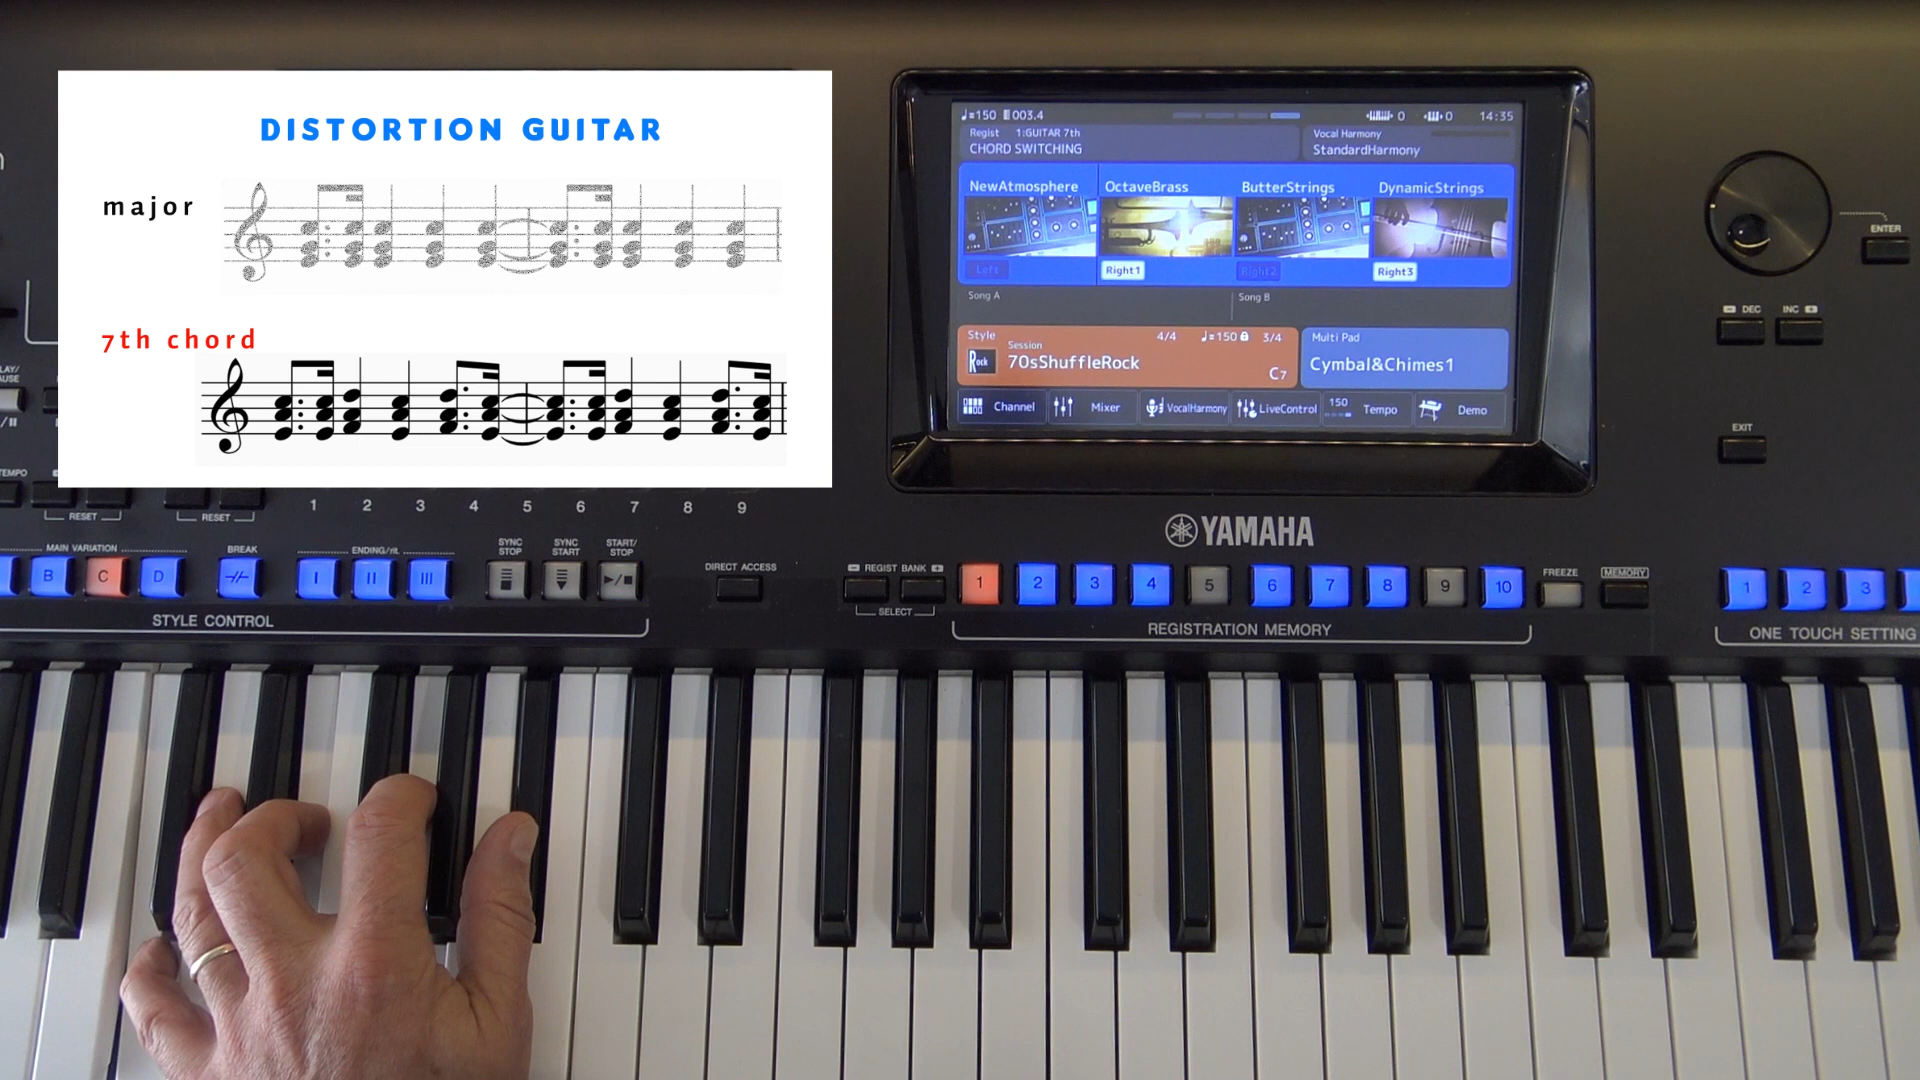 DISTORTION GUITAR
major
7th chord
♩=150 003.4 0 0 14:35
Regist 1:GUITAR 7th
CHORD SWITCHING
Vocal Harmony
StandardHarmony
NewAtmosphere OctaveBrass ButterStrings DynamicStrings
Left Right1 Right2 Right3
Song A Song B
Style 4/4 ♩=150 3/4
Session
Rock 70sShuffleRock
C7
Multi Pad
Cymbal&Chimes1
Channel Mixer VocalHarmony LiveControl 150 Tempo Demo
ENTER
DEC INC
EXIT
RESET RESET
1 2 3 4 5 6 7 8 9
YAMAHA
MAIN VARIATION BREAK ENDING/rit.
SYNC STOP SYNC START START/STOP
B C D I II III
DIRECT ACCESS
REGIST BANK
SELECT
1 2 3 4 5 6 7 8 9 10
FREEZE MEMORY
1 2 3
STYLE CONTROL
REGISTRATION MEMORY
ONE TOUCH SETTING